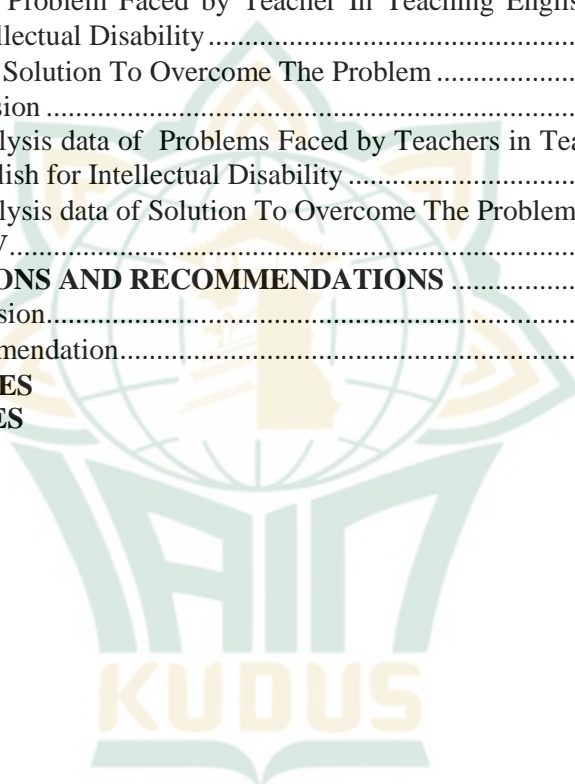 Problem Faced by Teacher In Teaching Englis
llectual Disability ...............................................
Solution To Overcome The Problem .................
sion ...............................................................
lysis data of Problems Faced by Teachers in Tea
lish for Intellectual Disability ............................
lysis data of Solution To Overcome The Problem
V ...................................................................
ONS AND RECOMMENDATIONS ...............
sion ...............................................................
mendation .......................................................
ES
ES
IAIN
KUDUS